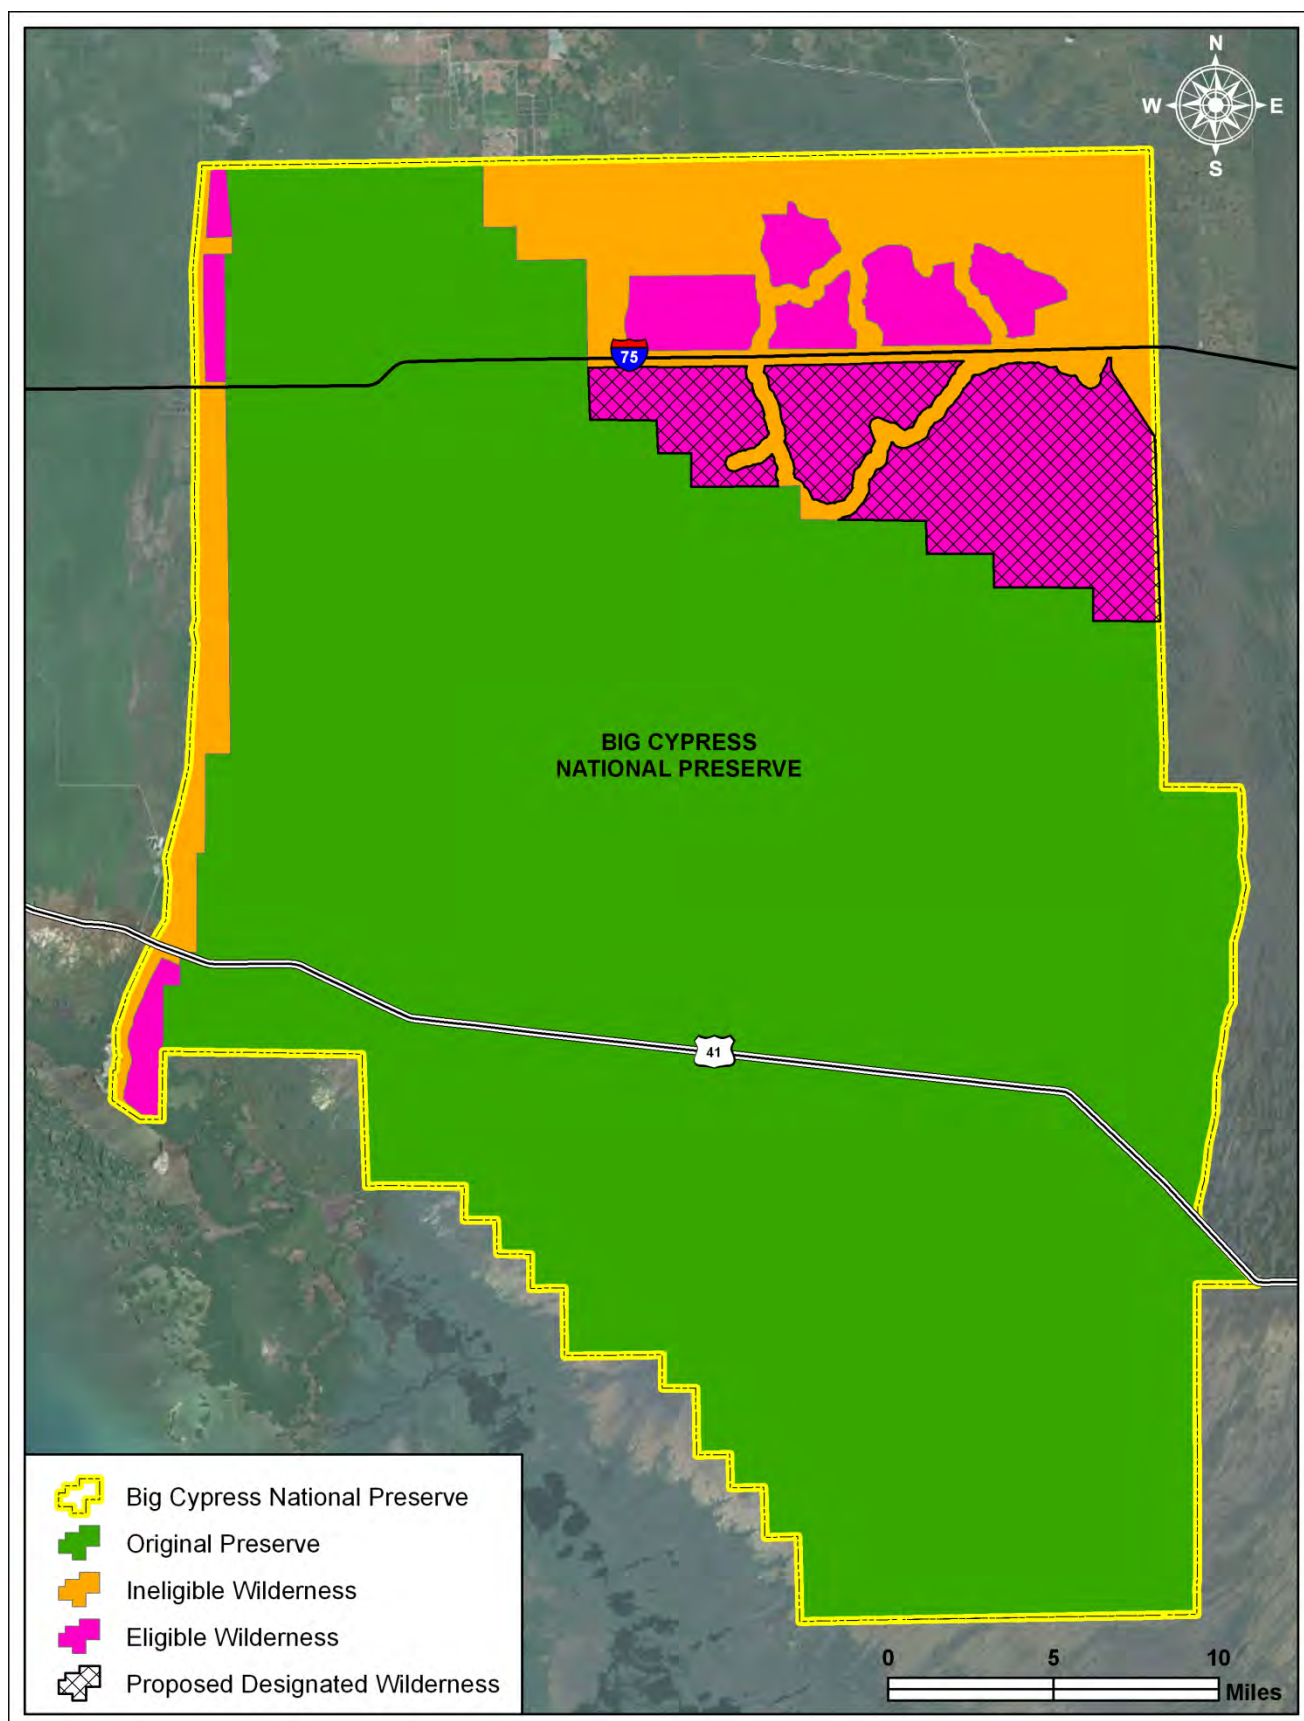 N
W E
S
75
BIG CYPRESS
NATIONAL PRESERVE
41
Big Cypress National Preserve
Original Preserve
Ineligible Wilderness
Eligible Wilderness
Proposed Designated Wilderness
0 5 10
Miles